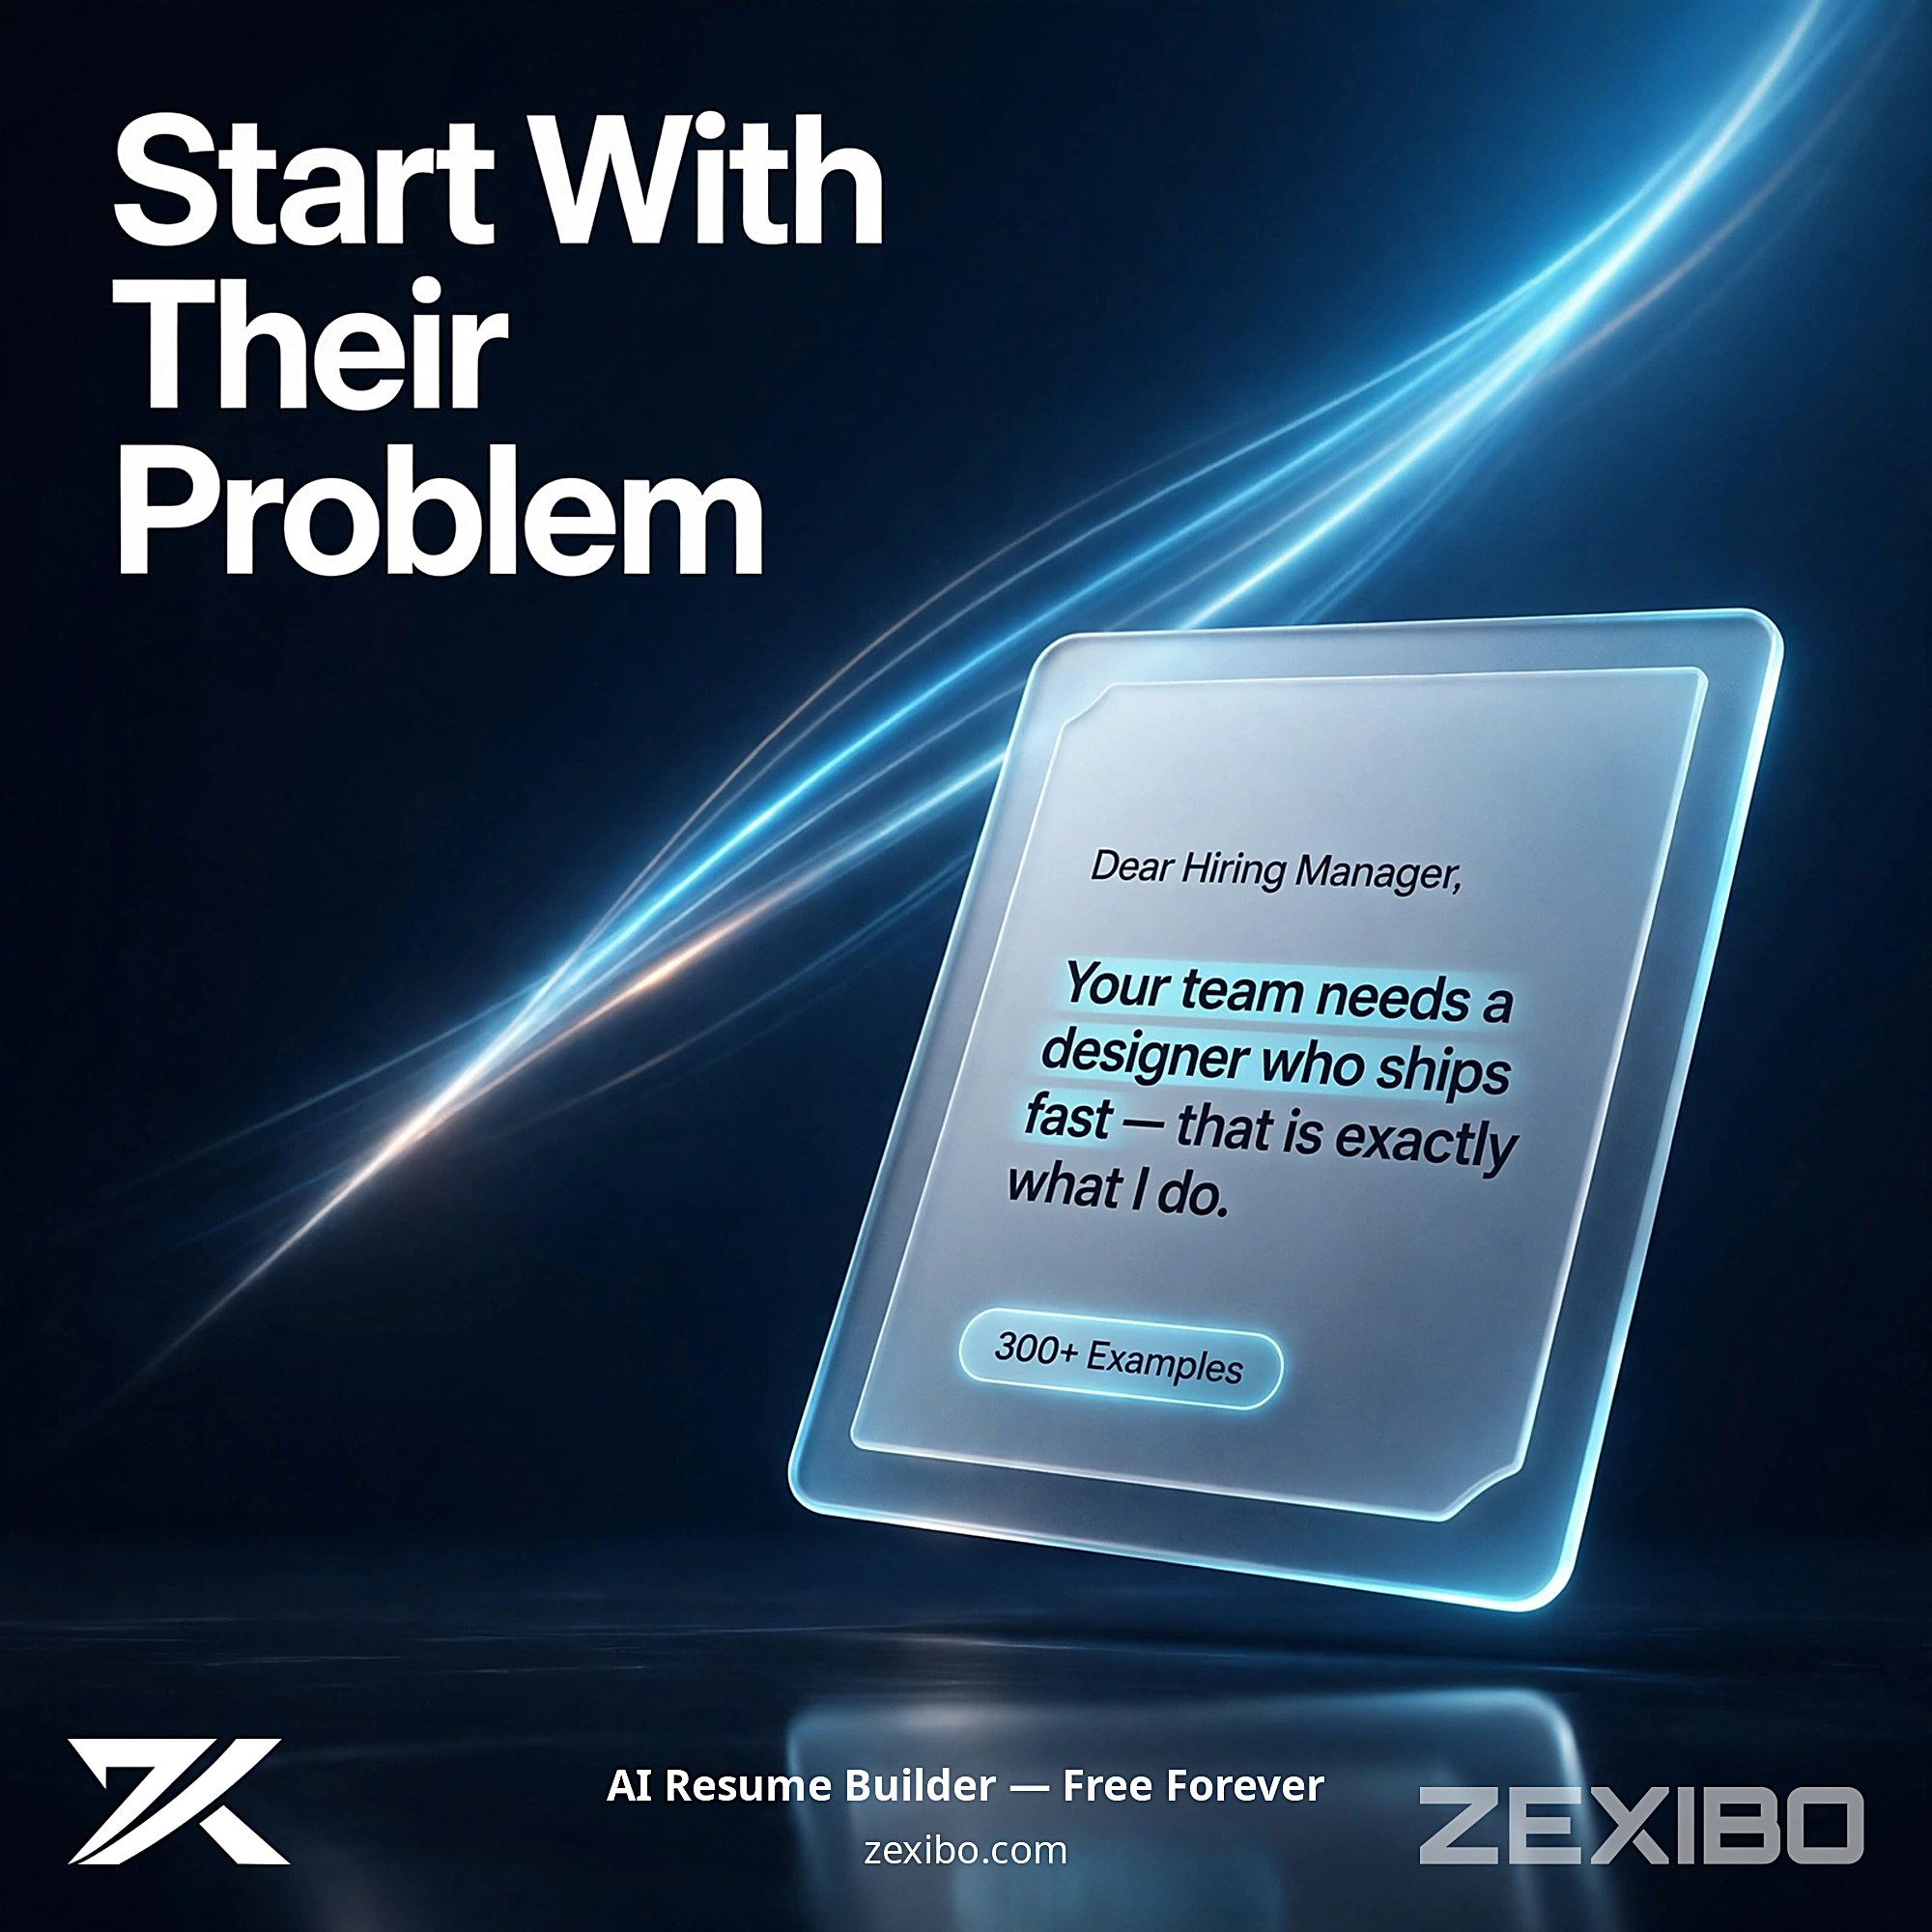 Start With
Their
Problem
Dear Hiring Manager,
Your team needs a
designer who ships
fast — that is exactly
what I do.
300+ Examples
AI Resume Builder — Free Forever
zexibo.com
ZEXIBO